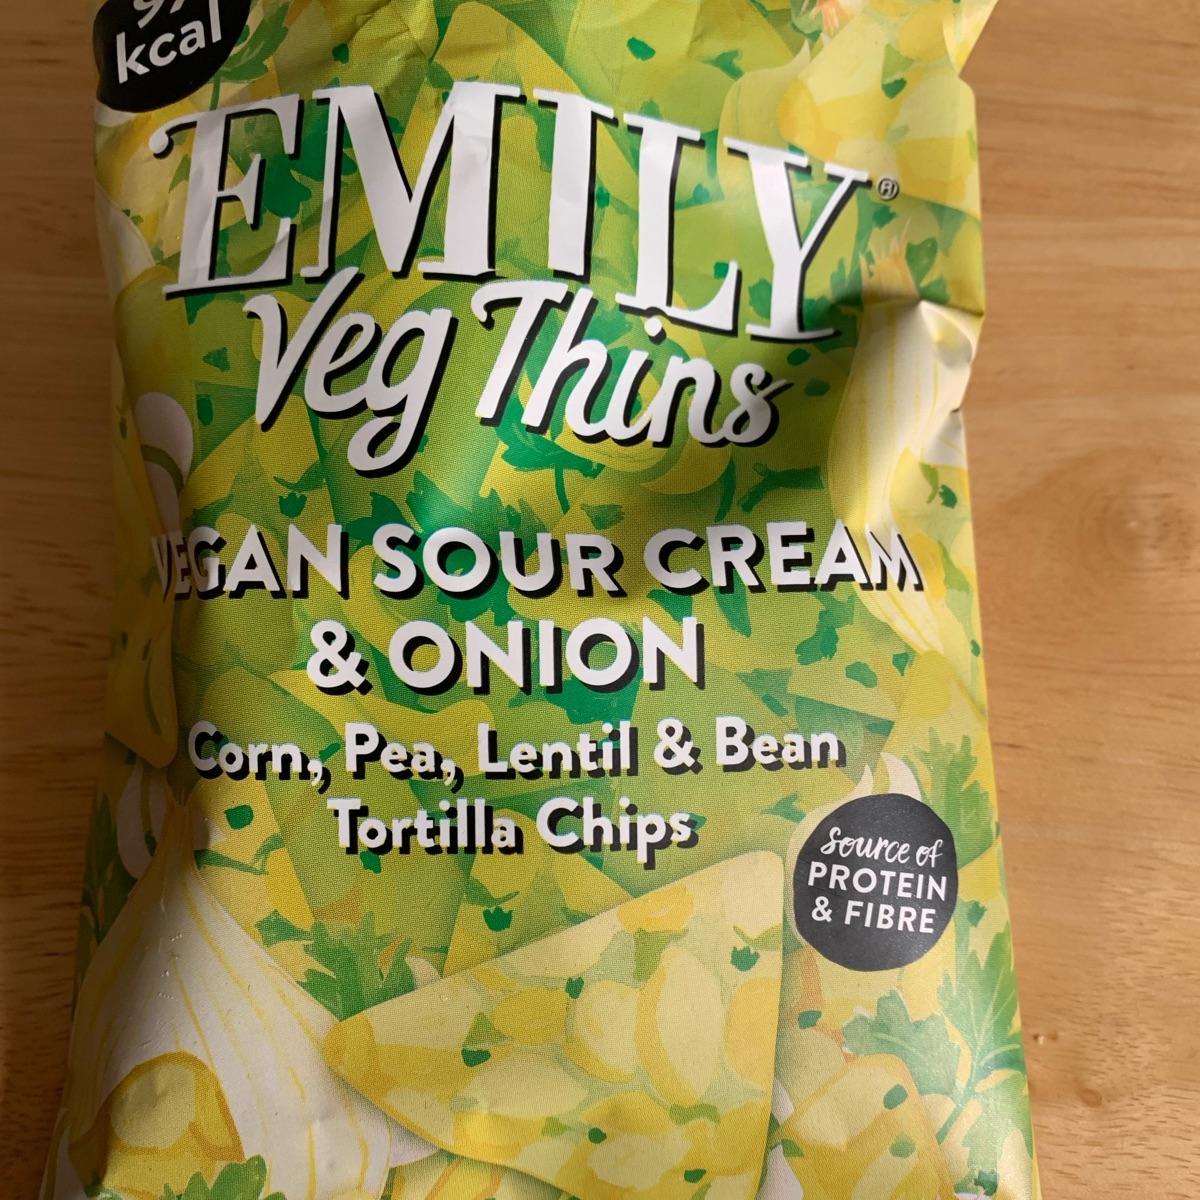 kcal
EMILY®
Veg Thins
VEGAN SOUR CREAM
& ONION
Corn, Pea, Lentil & Bean
Tortilla Chips
source of
PROTEIN
& FIBRE